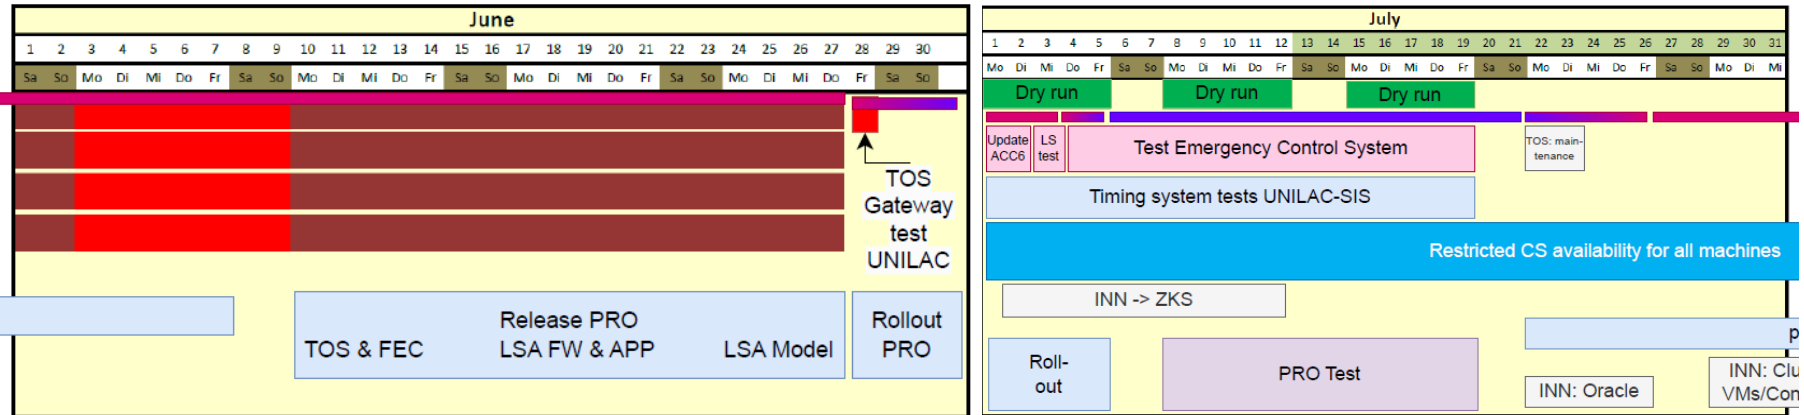 June
1 2 3 4 5 6 7 8 9 10 11 12 13 14 15 16 17 18 19 20 21 22 23 24 25 26 27 28 29 30
Sa So Mo Di Mi Do Fr Sa So Mo Di Mi Do Fr Sa So Mo Di Mi Do Fr Sa So Mo Di Mi Do Fr Sa So
TOS
Gateway
test
UNILAC
Release PRO
TOS & FEC LSA FW & APP LSA Model
Rollout
PRO
July
1 2 3 4 5 6 7 8 9 10 11 12 13 14 15 16 17 18 19 20 21 22 23 24 25 26 27 28 29 30 31
Mo Di Mi Do Fr Sa So Mo Di Mi Do Fr Sa So Mo Di Mi Do Fr Sa So Mo Di Mi Do Fr Sa So Mo Di Mi
Dry run Dry run Dry run
Update
ACC6
LS
test
Test Emergency Control System
TOS: main-
tenance
Timing system tests UNILAC-SIS
Restricted CS availability for all machines
INN -> ZKS
p
Roll-
out
PRO Test
INN: Oracle
INN: Clu
VMs/Con